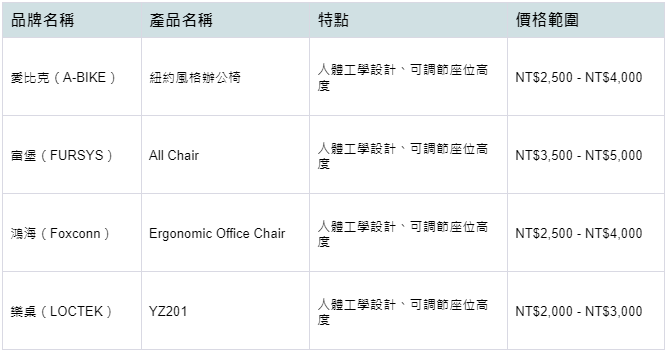 品牌名稱 產品名稱 特點 價格範圍
愛比克（A-BIKE） 紐約風格辦公椅 人體工學設計、可調節座位高
度 NT$2,500 - NT$4,000
富堡（FURSYS） All Chair 人體工學設計、可調節座位高
度 NT$3,500 - NT$5,000
鴻海（Foxconn） Ergonomic Office Chair 人體工學設計、可調節座位高
度 NT$2,500 - NT$4,000
樂桌（LOCTEK） YZ201 人體工學設計、可調節座位高
度 NT$2,000 - NT$3,000